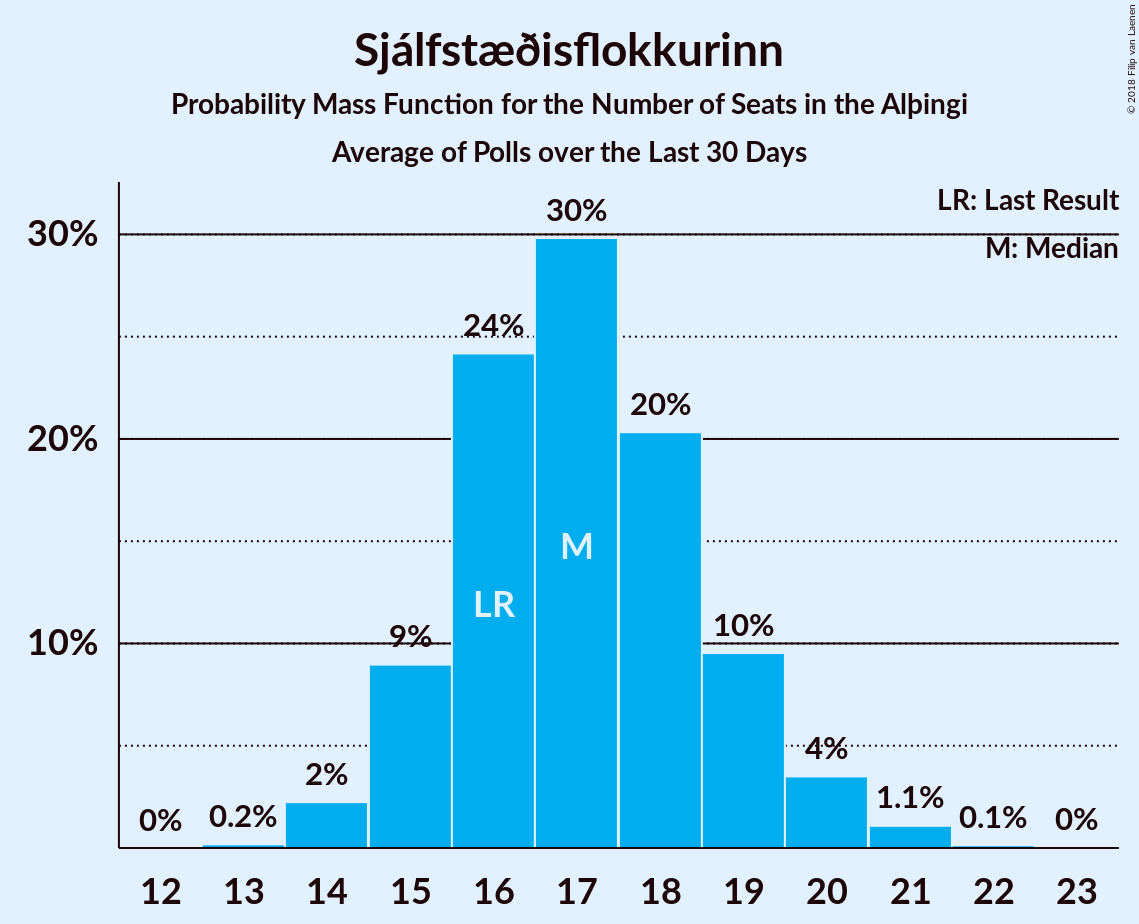 Sjálfstæðisflokkurinn
Probability Mass Function for the Number of Seats in the Alþingi
Average of Polls over the Last 30 Days
© 2018 Filip van Laenen
LR: Last Result
M: Median
30%
20%
10%
0%
0.2%
2%
9%
24%
30%
20%
10%
4%
1.1%
0.1%
0%
LR
M
12 13 14 15 16 17 18 19 20 21 22 23